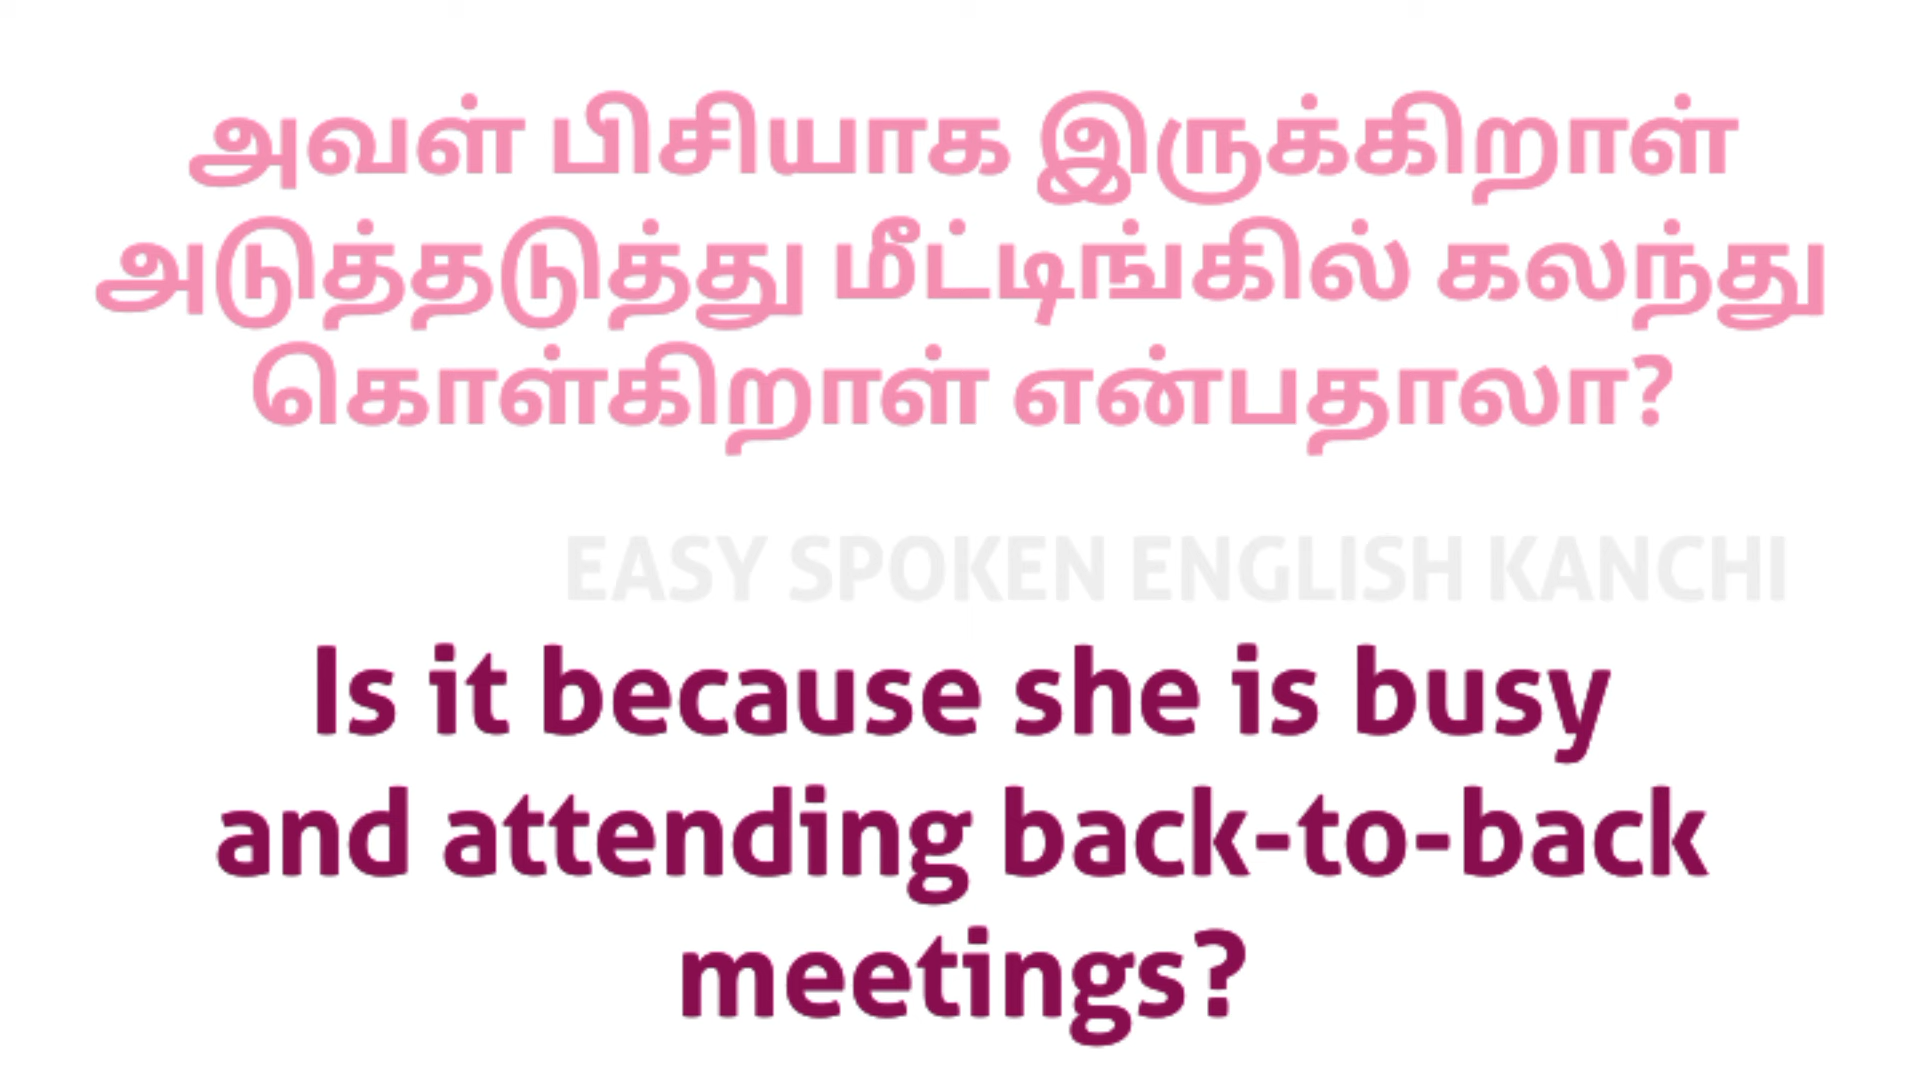 அவள் பிசியாக இருக்கிறாள்
அடுத்தடுத்து மீட்டிங்கில் கலந்து
கொள்கிறாள் என்பதாலா?
EASY SPOKEN ENGLISH KANCHI
Is it because she is busy
and attending back-to-back
meetings?